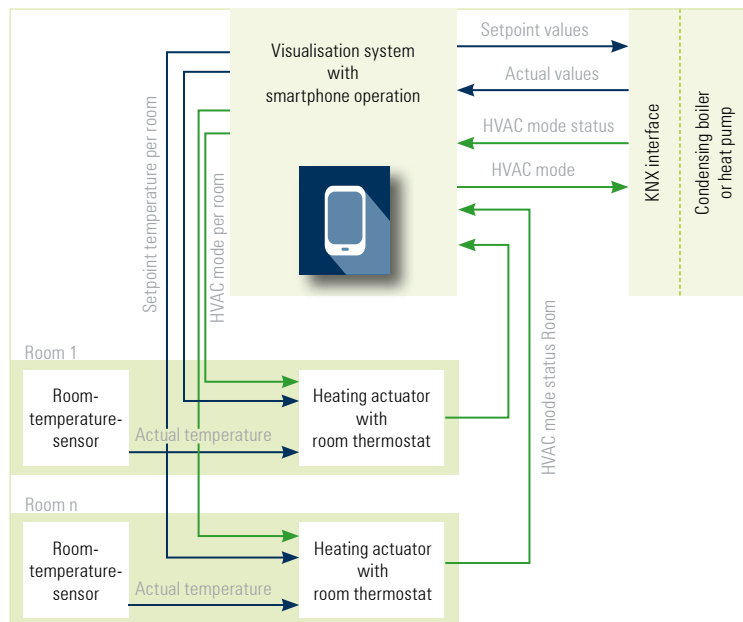 Visualisation system
with
smartphone operation
Setpoint values
Actual values
HVAC mode status
HVAC mode
KNX interface
Condensing boiler
or heat pump
Setpoint temperature per room
HVAC mode per room
HVAC mode status Room
Room 1
Room-
temperature-
sensor
Actual temperature
Heating actuator
with
room thermostat
Room n
Room-
temperature-
sensor
Actual temperature
Heating actuator
with
room thermostat